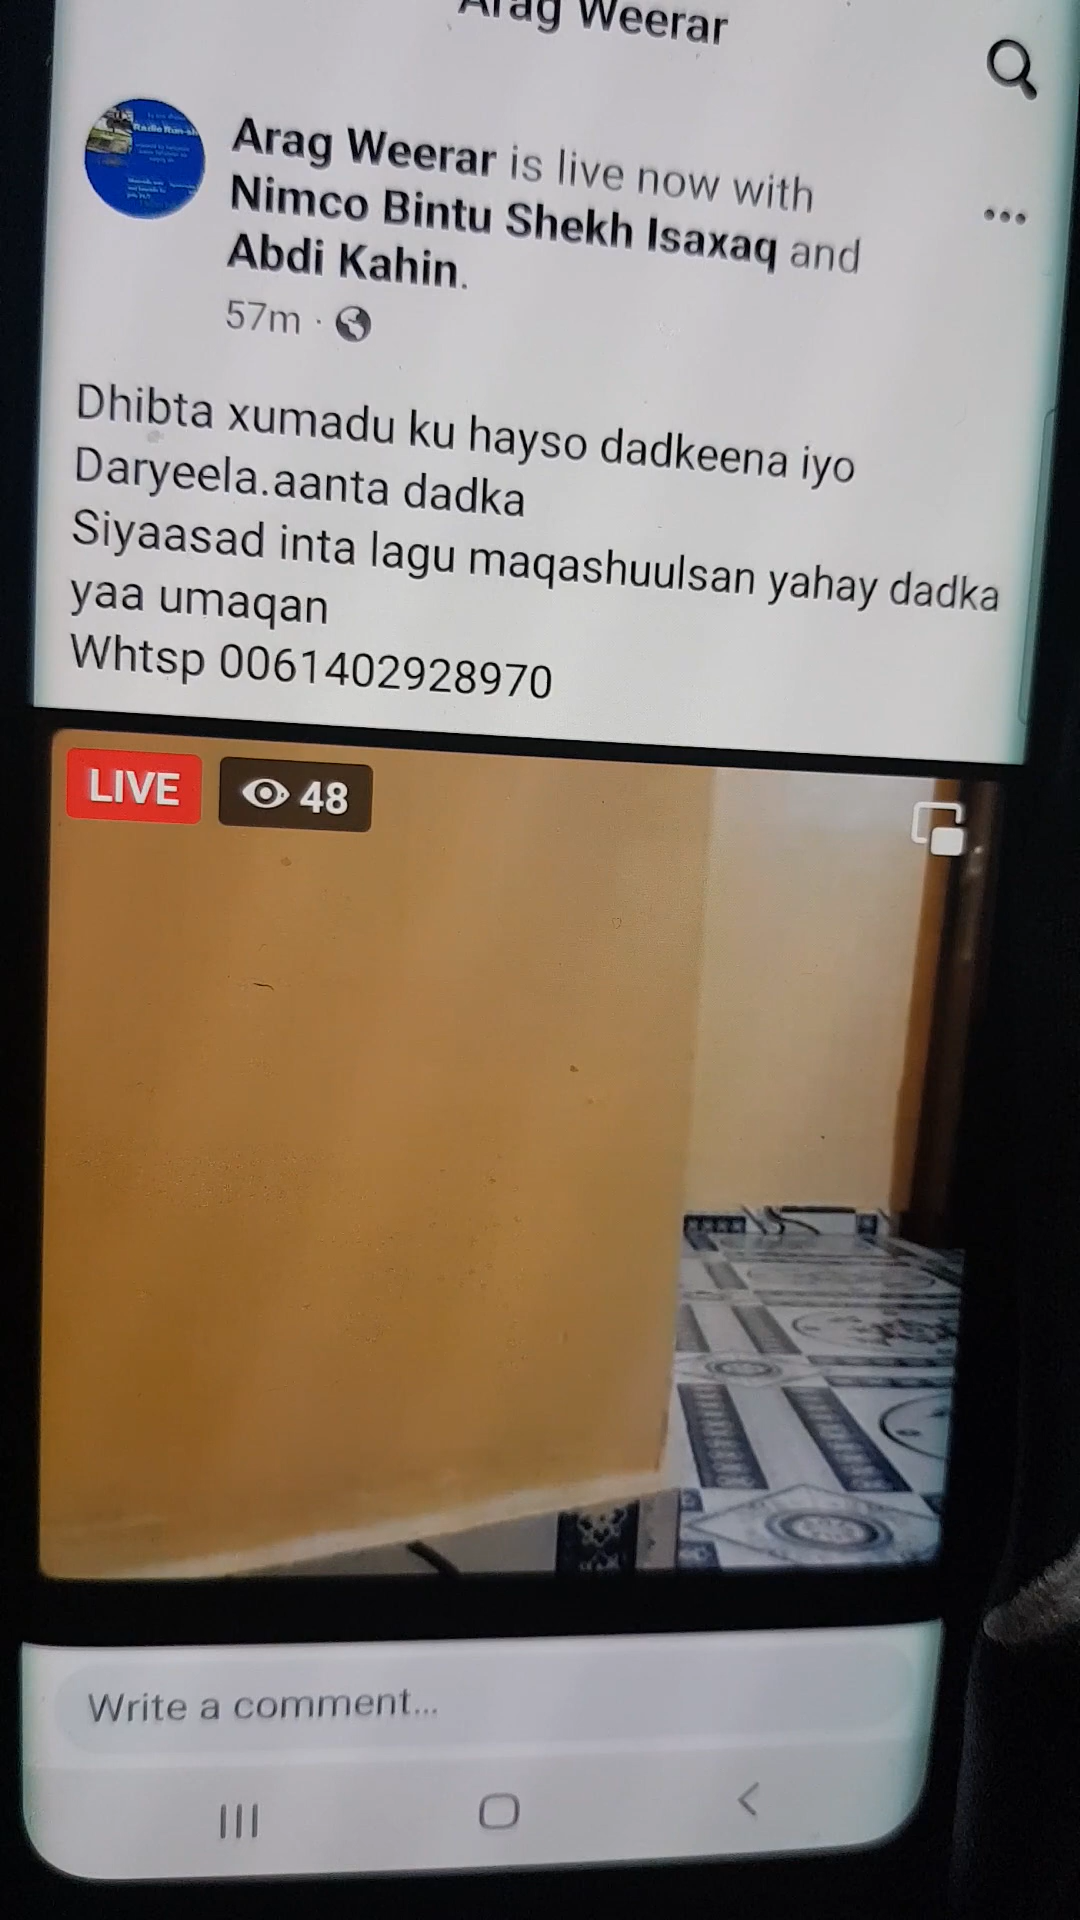 Arag Weerar
Arag Weerar is live now with
Nimco Bintu Shekh Isaxaq and
Abdi Kahin.
57m ·
Dhibta xumadu ku hayso dadkeena iyo
Daryeela.aanta dadka
Siyaasad inta lagu maqashuulsan yahay dadka
yaa umaqan
Whtsp 0061402928970
LIVE 48
Write a comment...